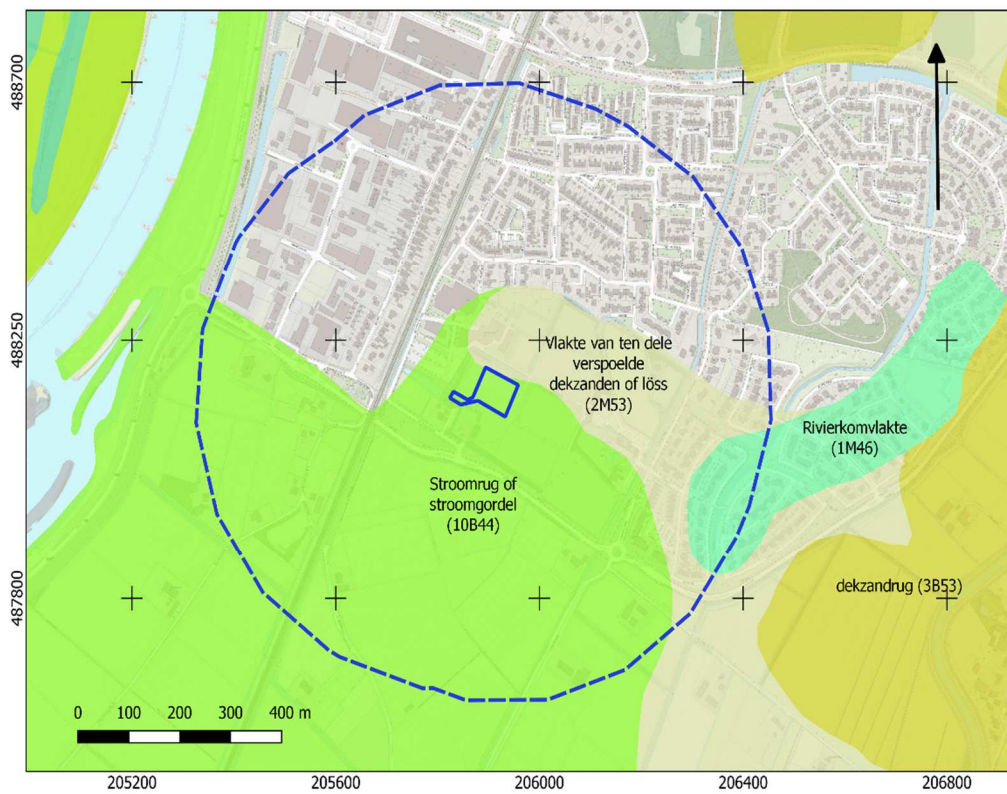 488700
488250
487800
Vlakte van ten dele
verspoelde
dekzanden of löss
(2M53)
Rivierkomvlakte
(1M46)
Stroomrug of
stroomgordel
(10B44)
dekzandrug (3B53)
0 100 200 300 400 m
205200 205600 206000 206400 206800